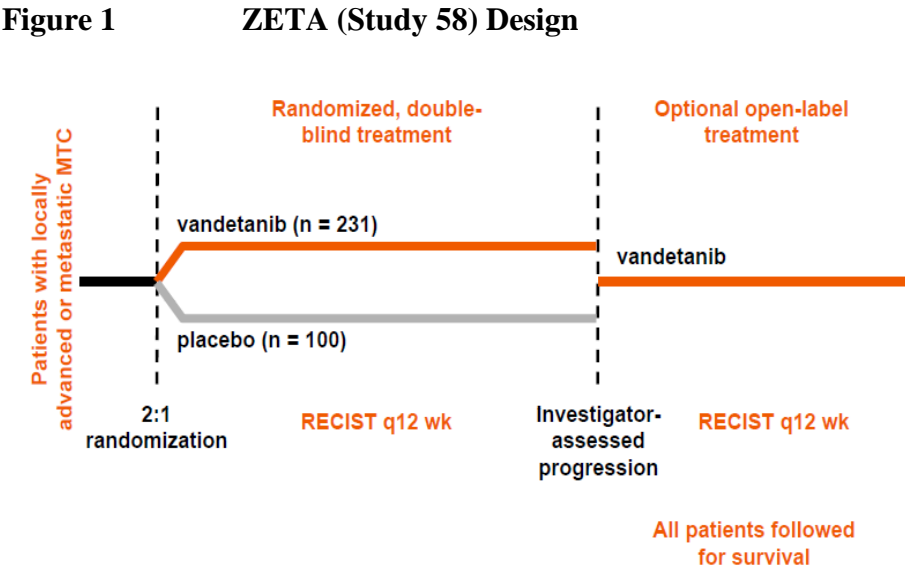 Figure 1 ZETA (Study 58) Design
Patients with locally
advanced or metastatic MTC
Randomized, double-
blind treatment
Optional open-label
treatment
vandetanib (n = 231)
vandetanib
placebo (n = 100)
2:1
randomization
RECIST q12 wk
Investigator-
assessed
progression
RECIST q12 wk
All patients followed
for survival